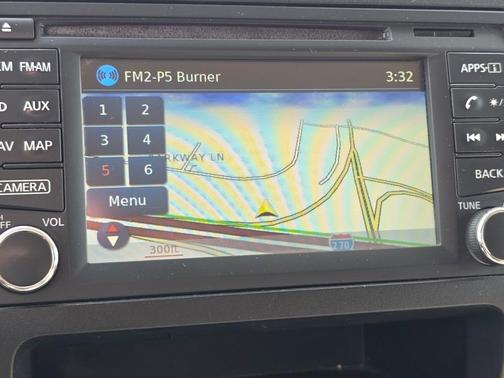 FM2-P5 Burner 3:32
FM·AM
APPS·i
1 2
AUX
3 4
MAP
PARKWAY LN
5 6
CAMERA
BACK
Menu
VOL
TUNE
300ft
270